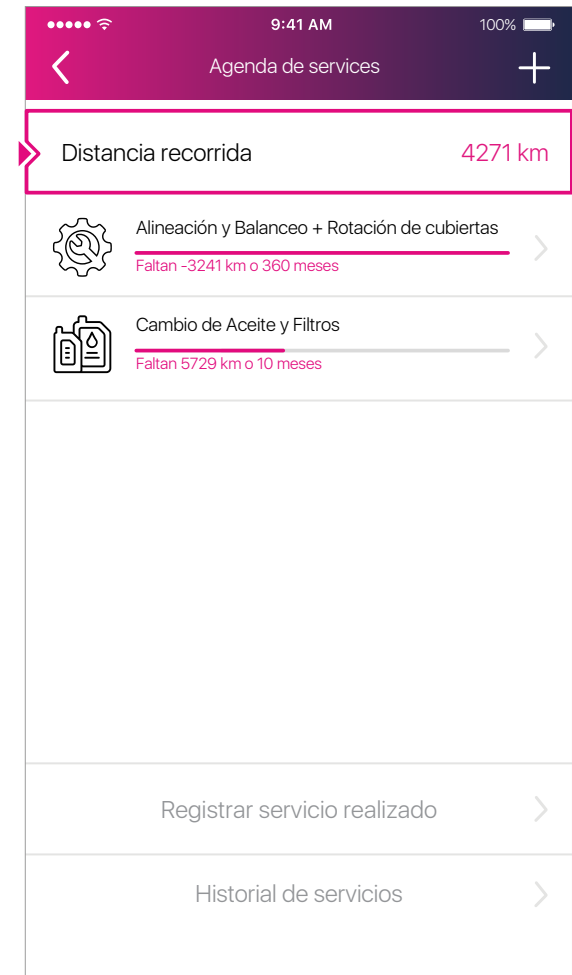 9:41 AM
100%
Agenda de services
Distancia recorrida
4271 km
Alineación y Balanceo + Rotación de cubiertas
Faltan -3241 km o 360 meses
Cambio de Aceite y Filtros
Faltan 5729 km o 10 meses
Registrar servicio realizado
Historial de servicios